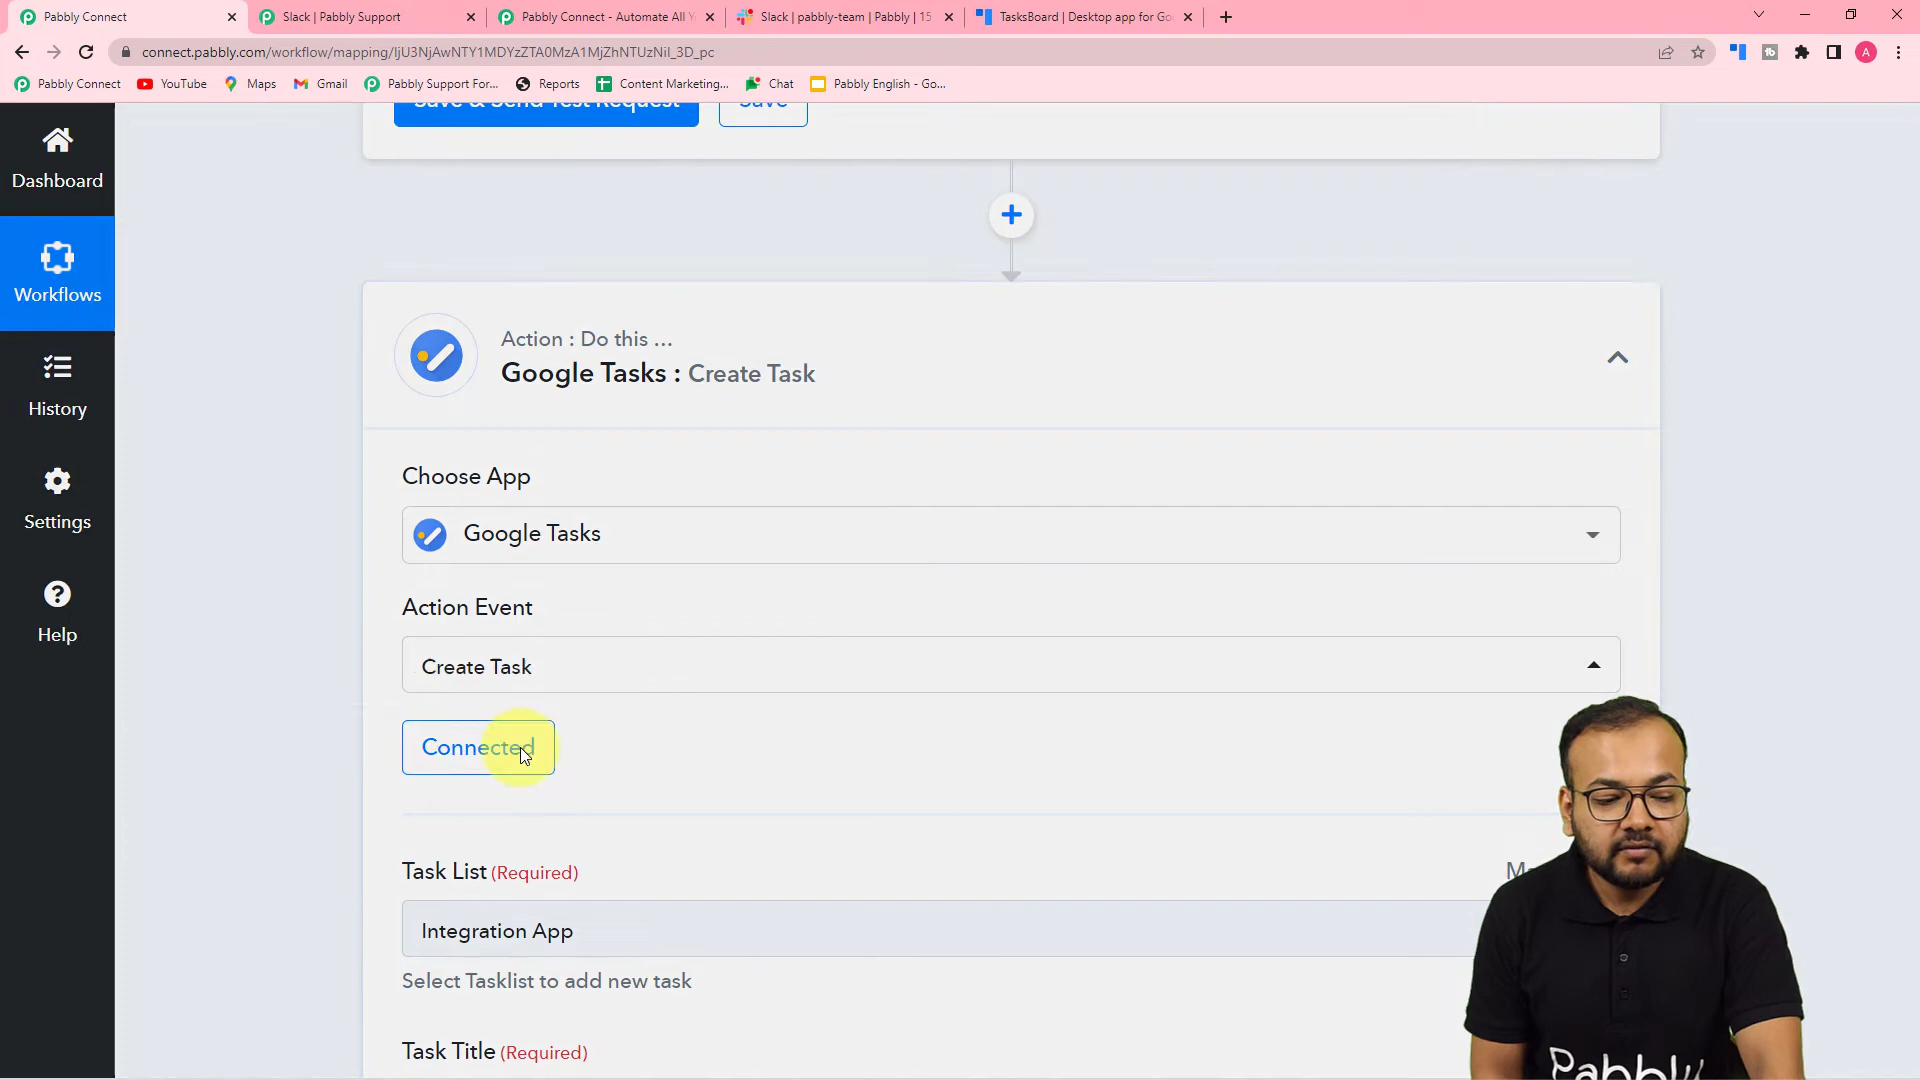 Pabbly Connect
Slack | Pabbly Support
Pabbly Connect - Automate All Y
Slack | pabbly-team | Pabbly | 15
TasksBoard | Desktop app for Go
connect.pabbly.com/workflow/mapping/IjU3NjAwNTY1MDYzZTA0MzA1MjZhNTUzNiI_3D_pc
A
Pabbly Connect
YouTube
Maps
Gmail
Pabbly Support For...
Reports
Content Marketing...
Chat
Pabbly English - Go...
Save & Send Test Request
Save
Dashboard
Workflows
History
Settings
Help
Action : Do this ...
Google Tasks : Create Task
Choose App
Google Tasks
Action Event
Create Task
Connected
Task List (Required)
Integration App
Select Tasklist to add new task
Task Title (Required)
Pabbly